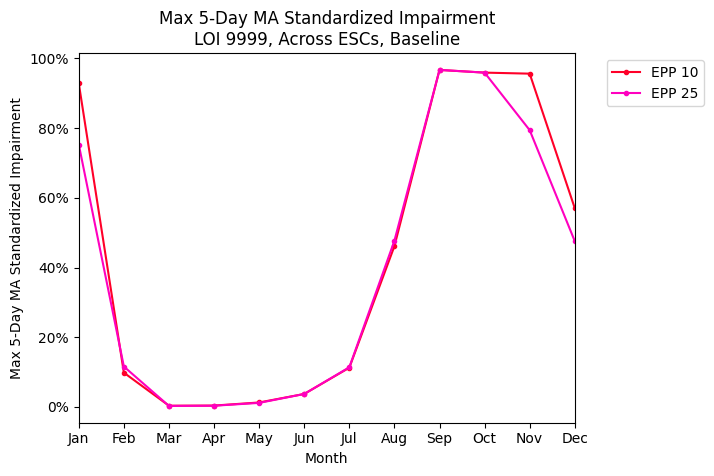 Max 5-Day MA Standardized Impairment
LOI 9999, Across ESCs, Baseline
Max 5-Day MA Standardized Impairment
100%
80%
60%
40%
20%
0%
Jan Feb Mar Apr May Jun Jul Aug Sep Oct Nov Dec
Month
EPP 10
EPP 25